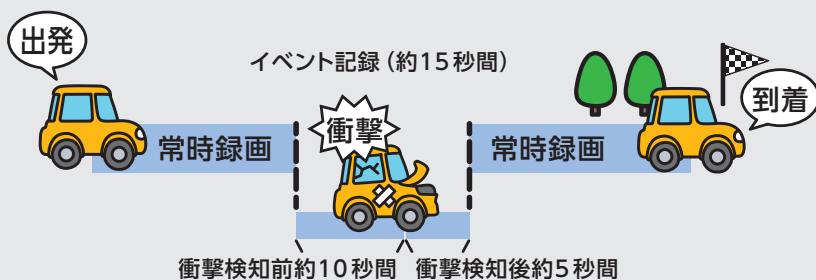 出発
イベント記録（約15秒間）
到着
常時録画
衝撃
常時録画
衝撃検知前約10秒間
衝撃検知後約5秒間